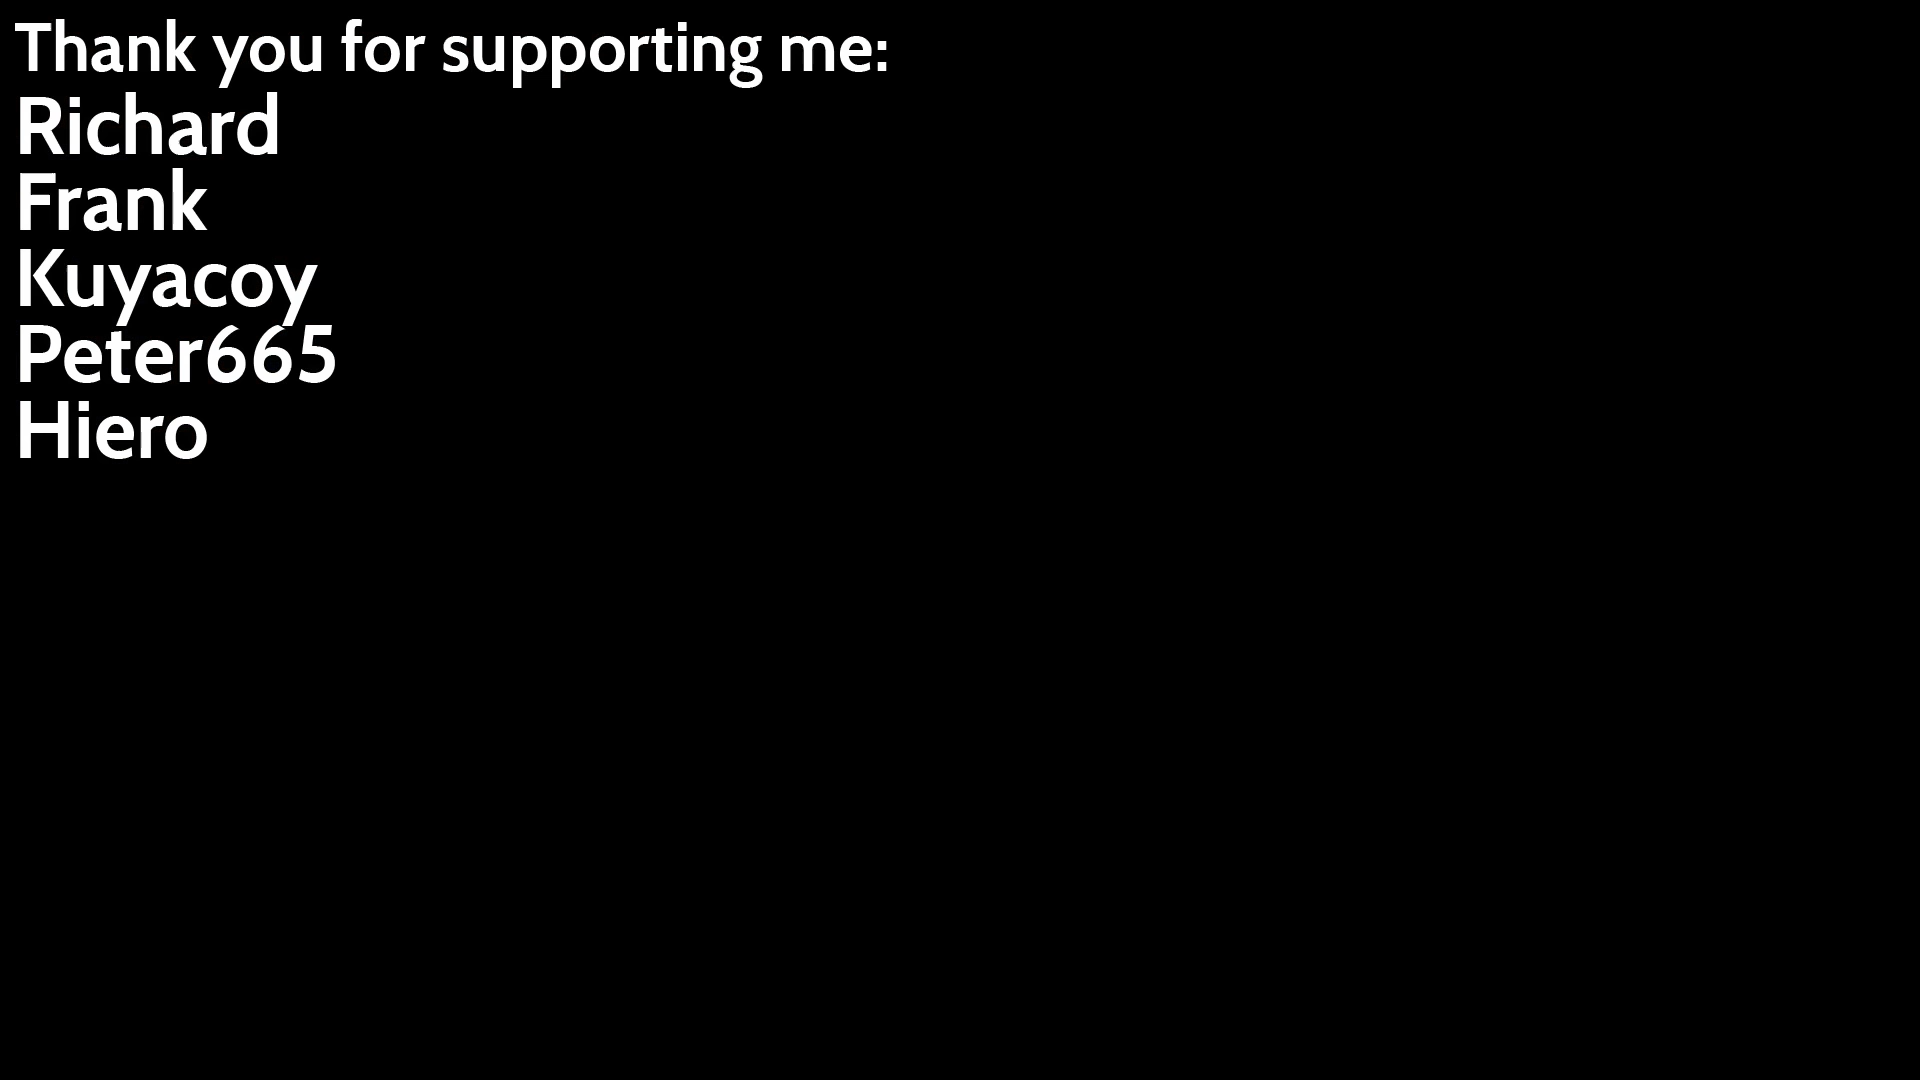 Thank you for supporting me:
Richard
Frank
Kuyacoy
Peter665
Hiero